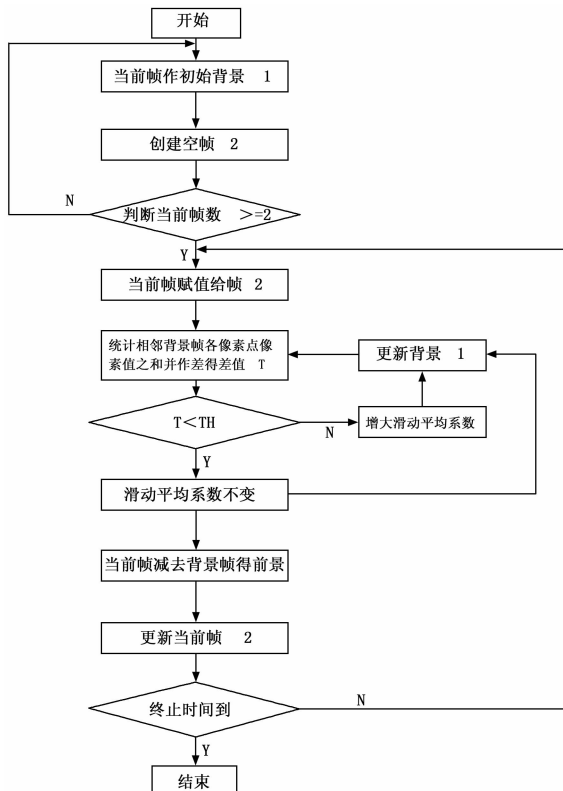 开始
当前帧作初始背景 1
创建空帧 2
判断当前帧数 >=2
N
Y
当前帧赋值给帧 2
统计相邻背景帧各像素点像
素值之和并作差得差值 T
更新背景 1
T<TH
N
增大滑动平均系数
Y
滑动平均系数不变
当前帧减去背景帧得前景
更新当前帧 2
终止时间到
N
Y
结束